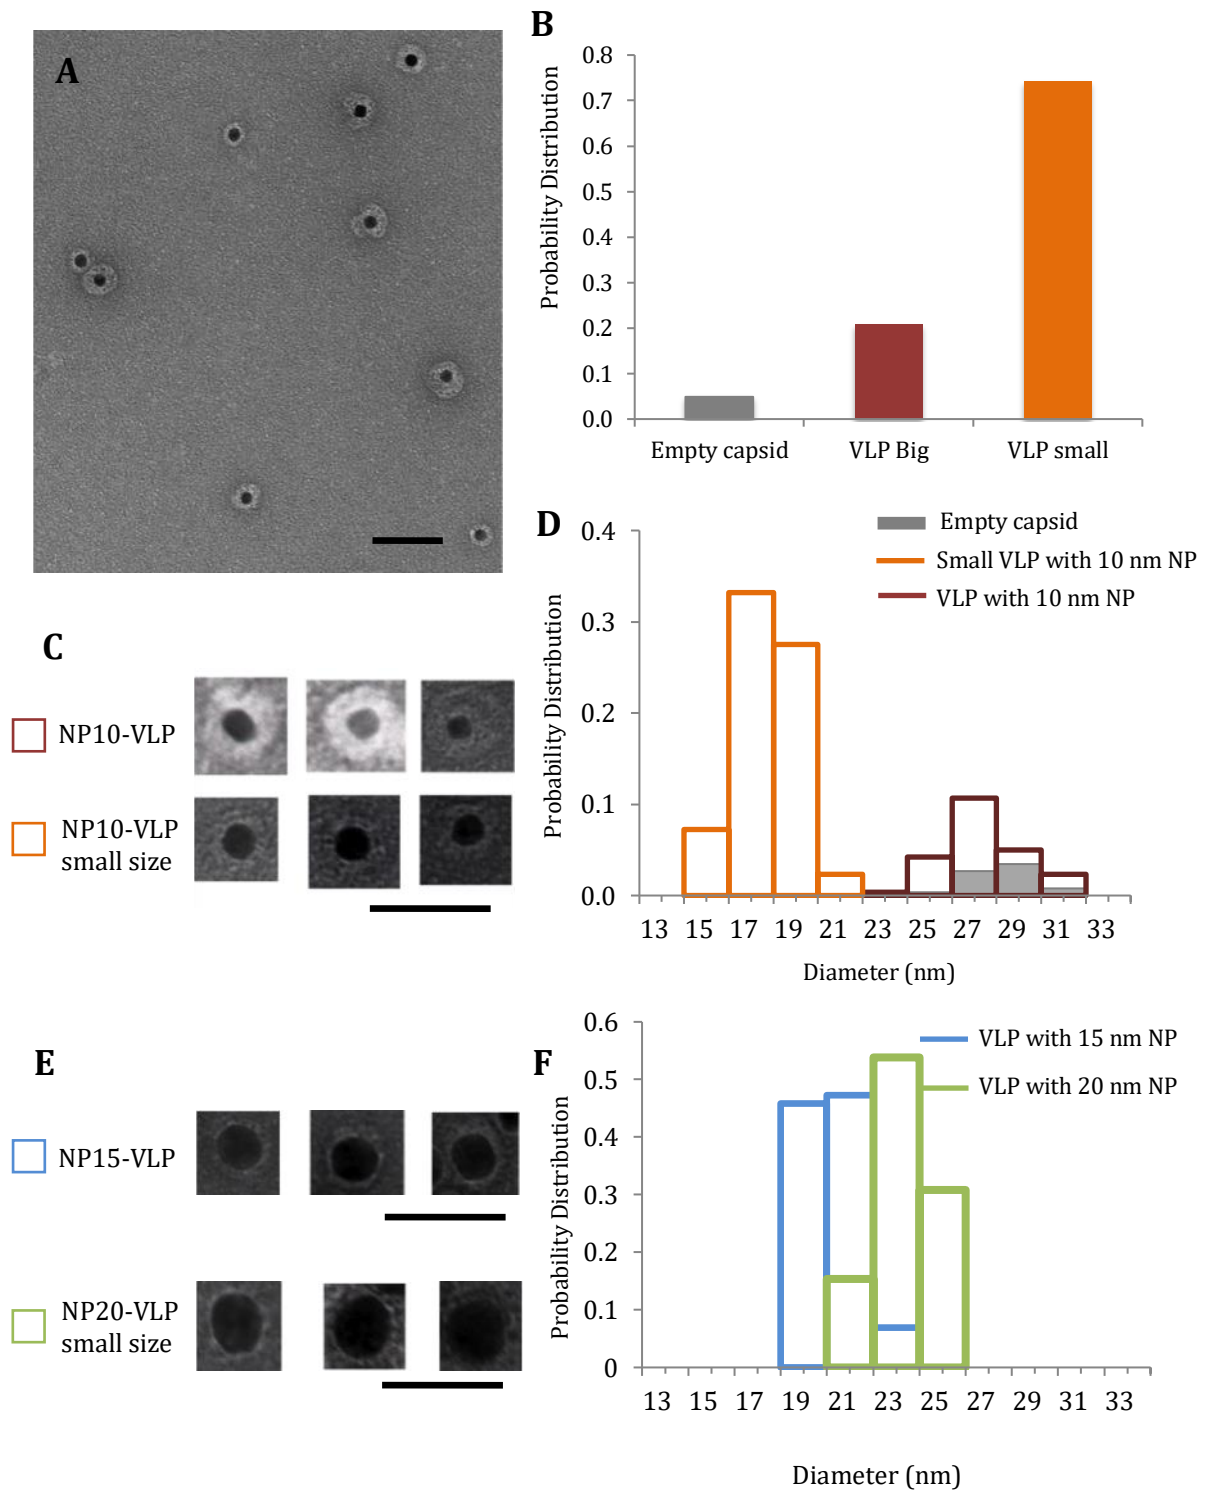 A
B
Probability Distribution
0.8
0.7
0.6
0.5
0.4
0.3
0.2
0.1
0.0
Empty capsid
VLP Big
VLP small
C
NP10-VLP
NP10-VLP
small size
D
Empty capsid
Small VLP with 10 nm NP
VLP with 10 nm NP
Probability Distribution
0.4
0.3
0.2
0.1
0.0
13 15 17 19 21 23 25 27 29 31 33
Diameter (nm)
E
NP15-VLP
NP20-VLP
small size
F
VLP with 15 nm NP
VLP with 20 nm NP
Probability Distribution
0.6
0.5
0.4
0.3
0.2
0.1
0
13 15 17 19 21 23 25 27 29 31 33
Diameter (nm)